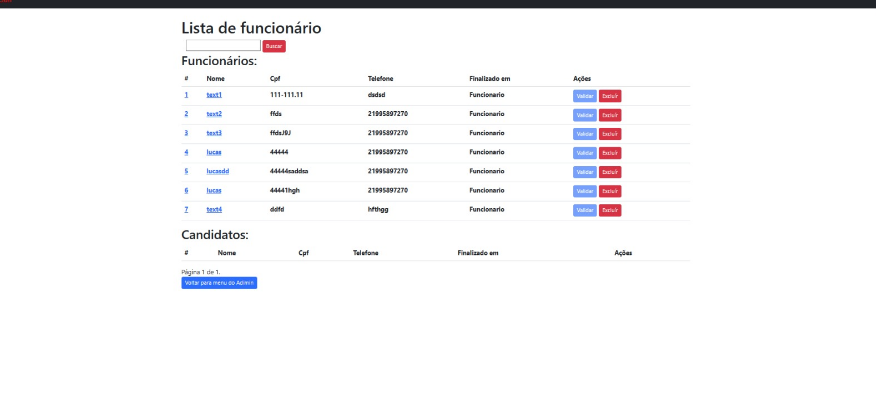 Lista de funcionário
Buscar
Funcionários:
# Nome Cpf Telefone Finalizado em Ações
1 text1 111-111.11 dadsd Funcionario Validar Excluir
2 text2 ffds 21995897270 Funcionario Validar Excluir
3 text3 ffdsJ9J 21995897270 Funcionario Validar Excluir
4 lucas 44444 21995897270 Funcionario Validar Excluir
5 lucasdd 44444saddsa 21995897270 Funcionario Validar Excluir
6 lucas 44441hgh 21995897270 Funcionario Validar Excluir
7 text4 ddfd hfthgg Funcionario Validar Excluir
Candidatos:
# Nome Cpf Telefone Finalizado em Ações
Página 1 de 1.
Voltar para menu do Admin